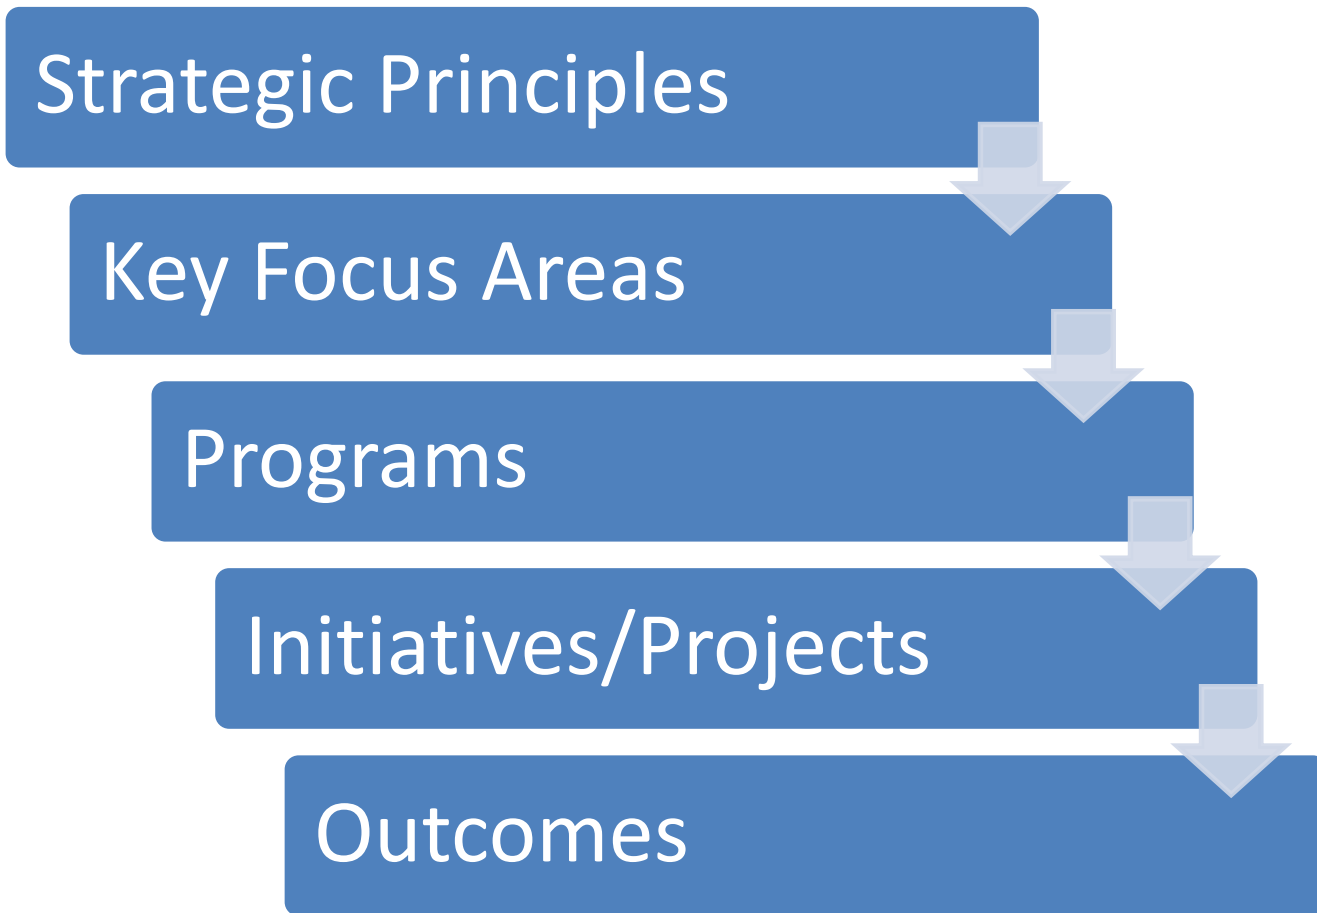 Strategic Principles
Key Focus Areas
Programs
Initiatives/Projects
Outcomes